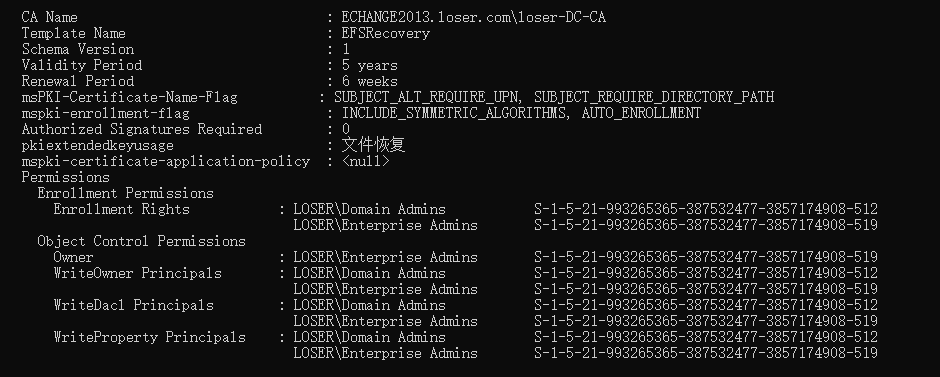 CA Name : ECHANGE2013.loser.com\loser-DC-CA
Template Name : EFSRecovery
Schema Version : 1
Validity Period : 5 years
Renewal Period : 6 weeks
msPKI-Certificate-Name-Flag : SUBJECT_ALT_REQUIRE_UPN, SUBJECT_REQUIRE_DIRECTORY_PATH
mspki-enrollment-flag : INCLUDE_SYMMETRIC_ALGORITHMS, AUTO_ENROLLMENT
Authorized Signatures Required : 0
pkiextendedkeyusage : 文件恢复
mspki-certificate-application-policy : <null>
Permissions
Enrollment Permissions
Enrollment Rights : LOSER\Domain Admins S-1-5-21-993265365-387532477-3857174908-512
LOSER\Enterprise Admins S-1-5-21-993265365-387532477-3857174908-519
Object Control Permissions
Owner : LOSER\Enterprise Admins S-1-5-21-993265365-387532477-3857174908-519
WriteOwner Principals : LOSER\Domain Admins S-1-5-21-993265365-387532477-3857174908-512
LOSER\Enterprise Admins S-1-5-21-993265365-387532477-3857174908-519
WriteDacl Principals : LOSER\Domain Admins S-1-5-21-993265365-387532477-3857174908-512
LOSER\Enterprise Admins S-1-5-21-993265365-387532477-3857174908-519
WriteProperty Principals : LOSER\Domain Admins S-1-5-21-993265365-387532477-3857174908-512
LOSER\Enterprise Admins S-1-5-21-993265365-387532477-3857174908-519